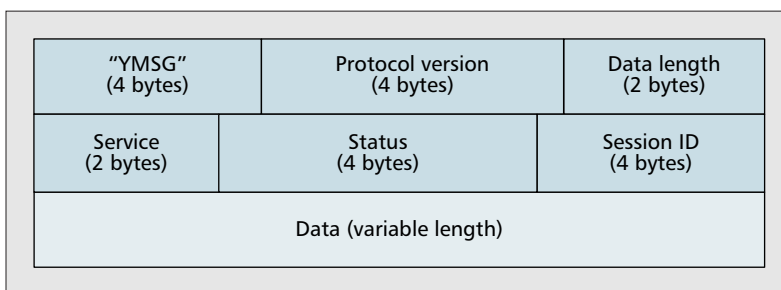 “YMSG”
(4 bytes)
Protocol version
(4 bytes)
Data length
(2 bytes)
Service
(2 bytes)
Status
(4 bytes)
Session ID
(4 bytes)
Data (variable length)